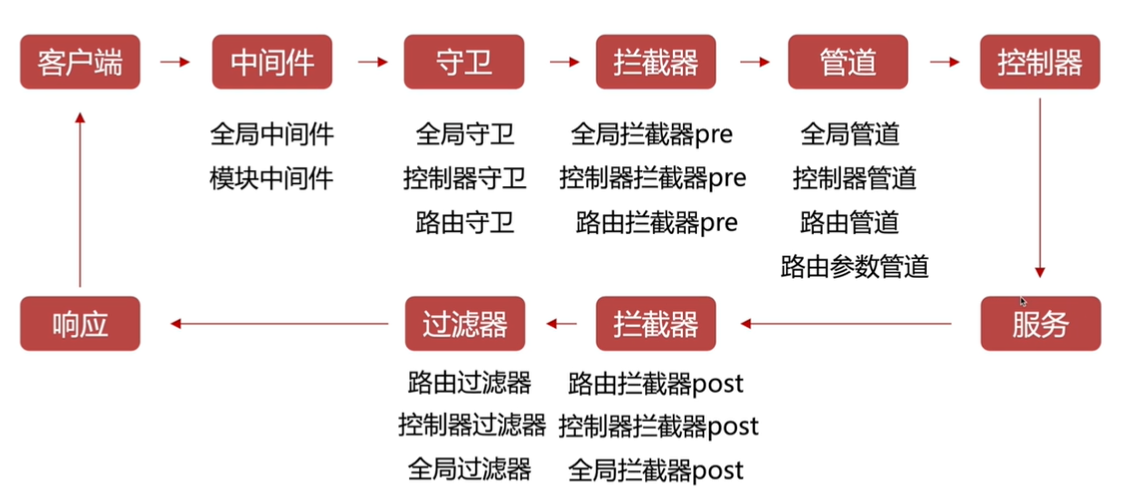 客户端
中间件
守卫
拦截器
管道
控制器
全局中间件
全局守卫
全局拦截器pre
全局管道
模块中间件
控制器守卫
控制器拦截器pre
控制器管道
路由守卫
路由拦截器pre
路由管道
路由参数管道
响应
过滤器
拦截器
服务
路由过滤器
路由拦截器post
控制器过滤器
控制器拦截器post
全局过滤器
全局拦截器post